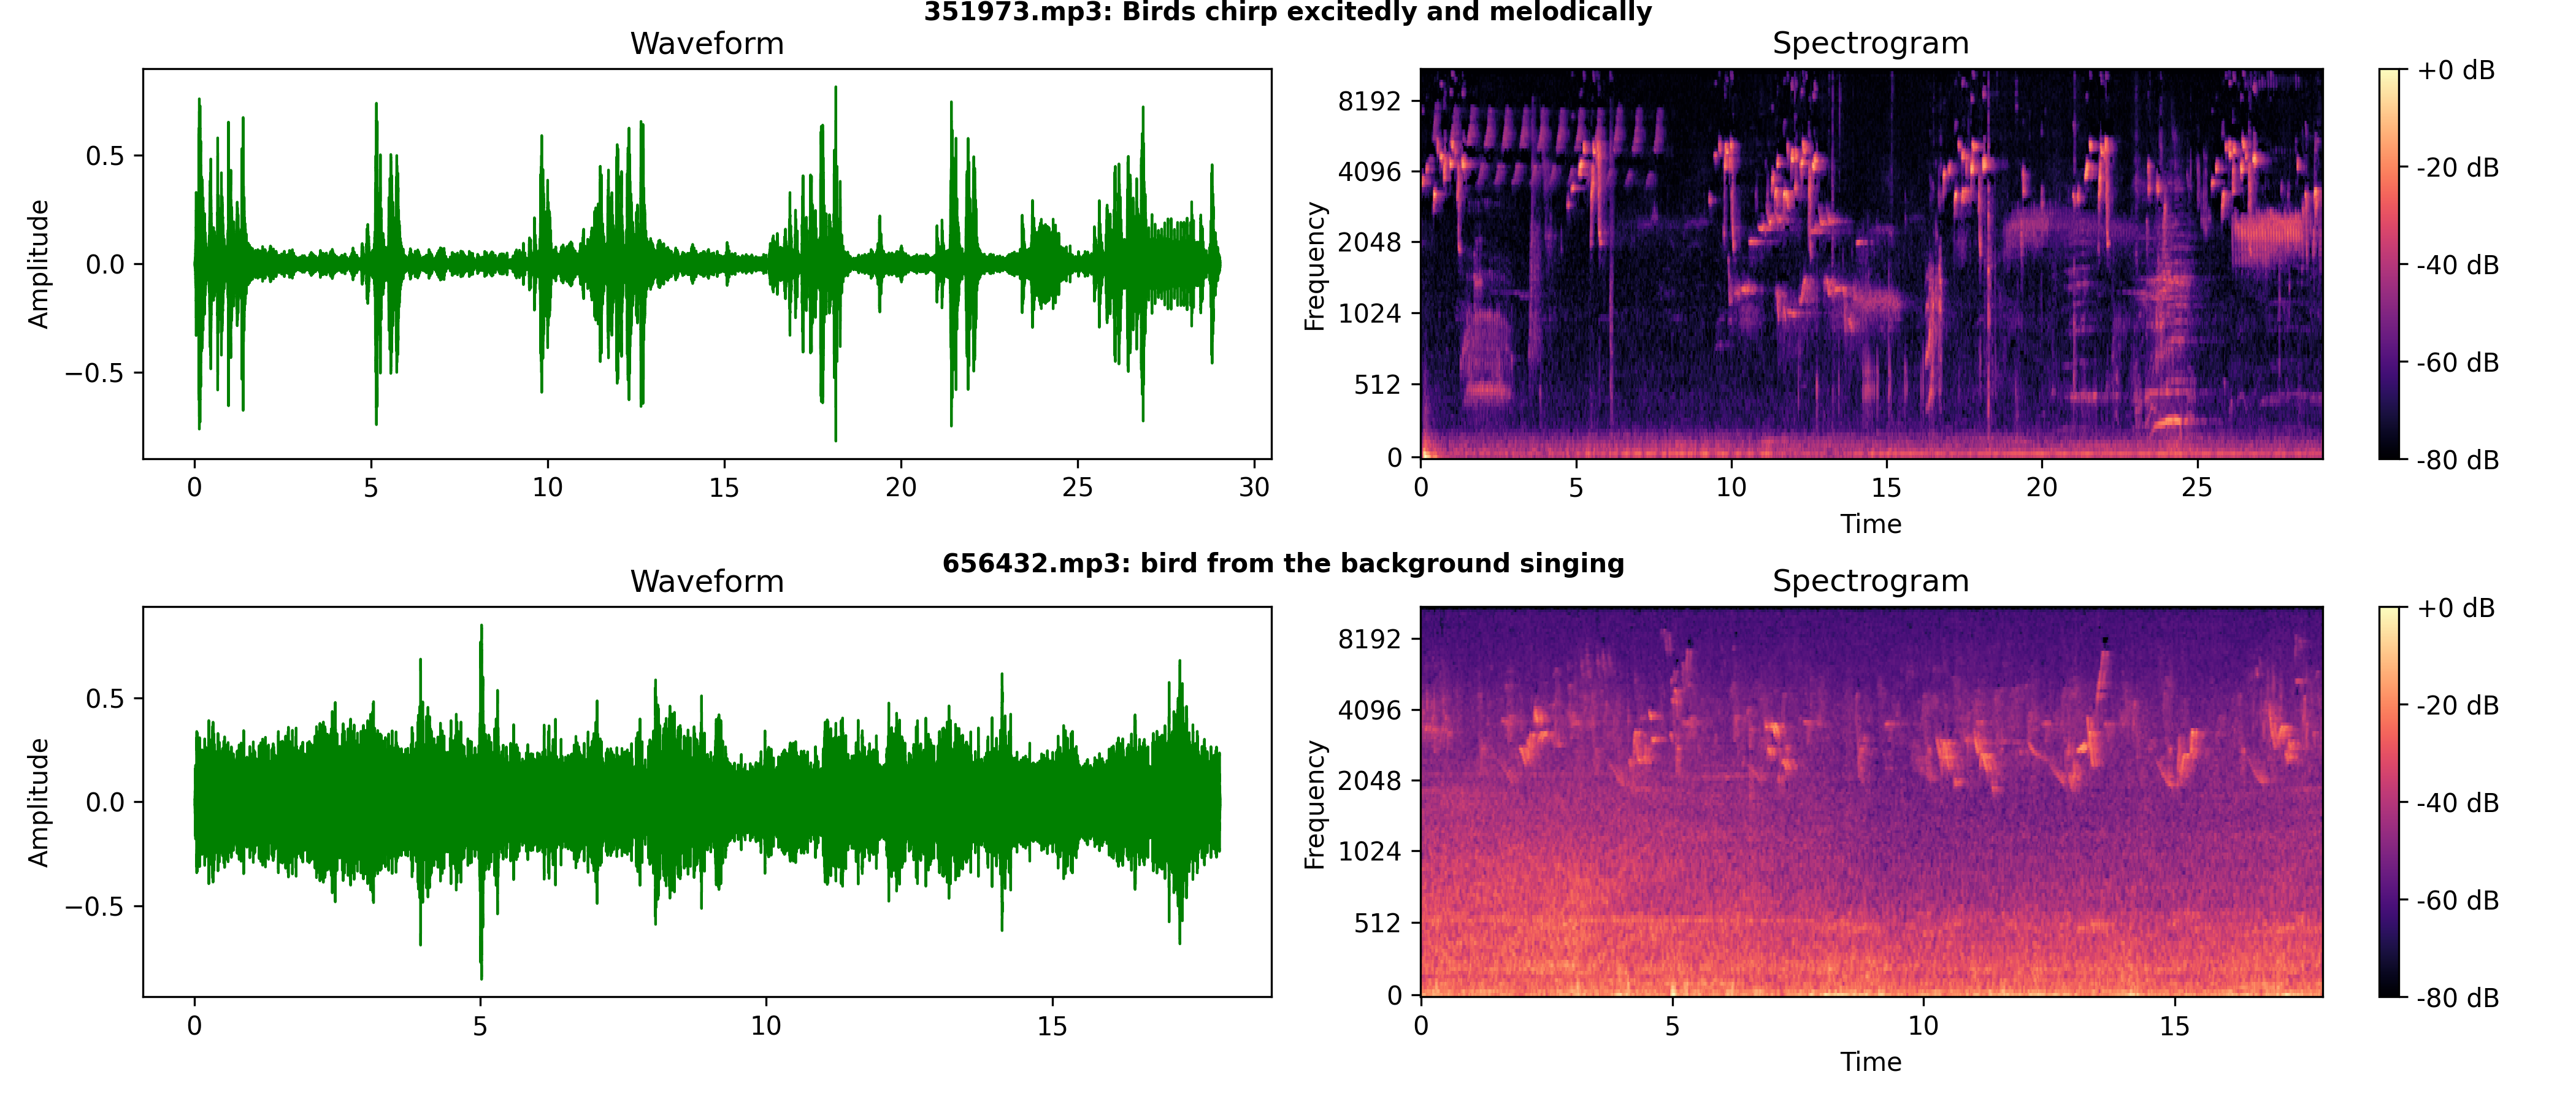 351973.mp3: Birds chirp excitedly and melodically
Waveform
Spectrogram
Amplitude
0.5
0.0
−0.5
0 5 10 15 20 25 30
Frequency
8192
4096
2048
1024
512
0
0 5 10 15 20 25
Time
+0 dB
-20 dB
-40 dB
-60 dB
-80 dB
656432.mp3: bird from the background singing
Waveform
Spectrogram
Amplitude
0.5
0.0
−0.5
0 5 10 15
Frequency
8192
4096
2048
1024
512
0
0 5 10 15
Time
+0 dB
-20 dB
-40 dB
-60 dB
-80 dB